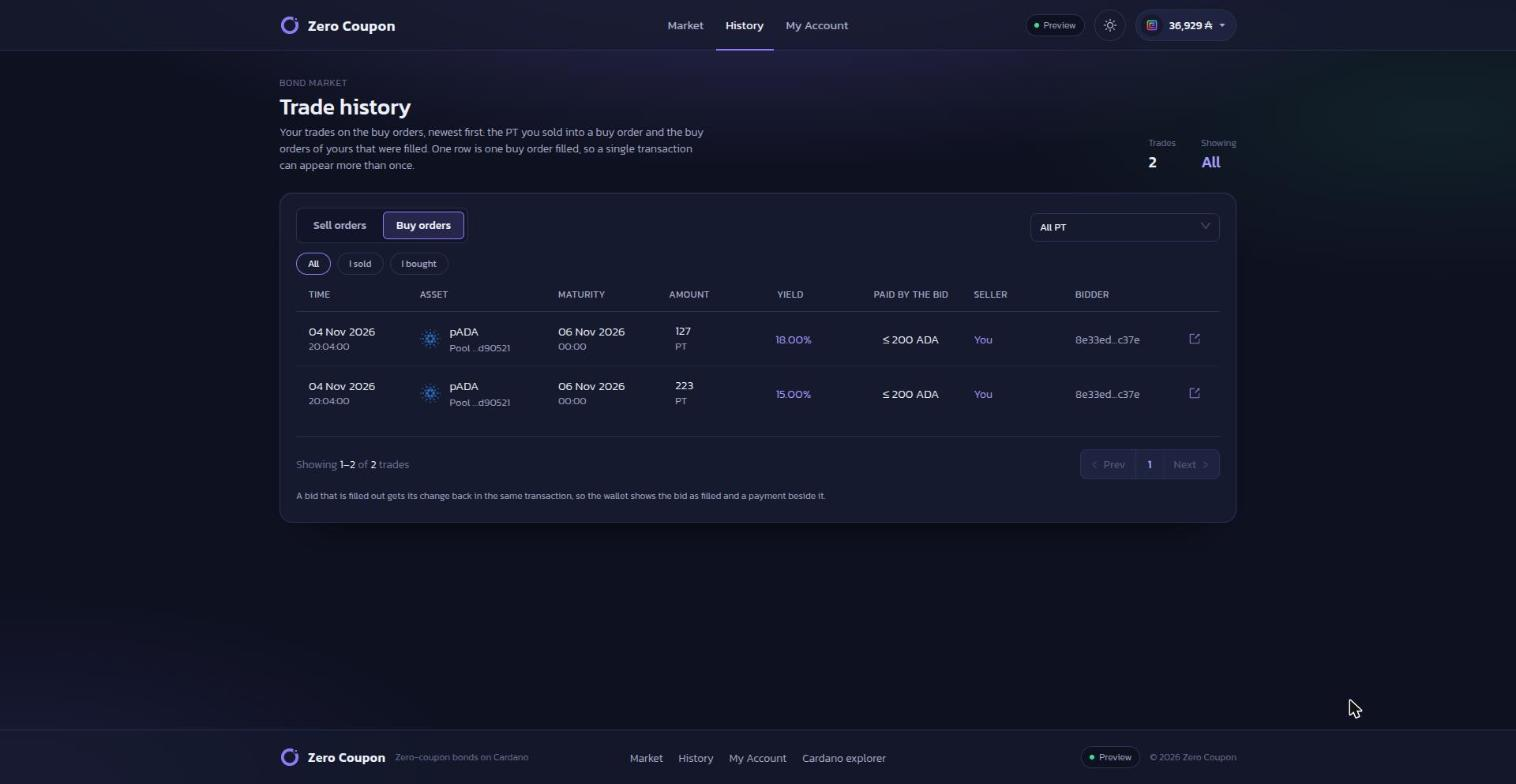 Zero Coupon
Market History My Account
Preview
36,929 ₳
BOND MARKET
Trade history
Your trades on the buy orders, newest first: the PT you sold into a buy order and the buy
orders of yours that were filled. One row is one buy order filled, so a single transaction
can appear more than once.
Trades Showing
2 All
Sell orders Buy orders
All PT
All I sold I bought
TIME ASSET MATURITY AMOUNT YIELD PAID BY THE BID SELLER BIDDER
04 Nov 2026 pADA 06 Nov 2026 127 18.00% ≤ 200 ADA You 8e33ed…c37e
20:04:00 Pool …d90521 00:00 PT
04 Nov 2026 pADA 06 Nov 2026 223 15.00% ≤ 200 ADA You 8e33ed…c37e
20:04:00 Pool …d90521 00:00 PT
Showing 1–2 of 2 trades
Prev 1 Next
A bid that is filled out gets its change back in the same transaction, so the wallet shows the bid as filled and a payment beside it.
Zero Coupon Zero-coupon bonds on Cardano
Market History My Account Cardano explorer
Preview © 2026 Zero Coupon